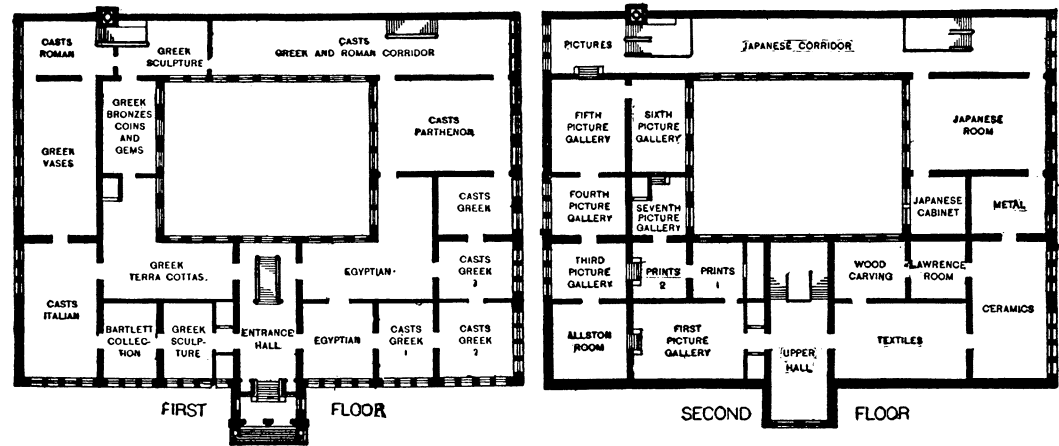 CASTS
ROMAN
GREEK
SCULPTURE
CASTS
GREEK AND ROMAN CORRIDOR
GREEK
BRONZES
COINS
AND
GEMS
GREEK
VASES
CASTS
PARTHENON
CASTS
GREEK
GREEK
TERRA COTTAS.
EGYPTIAN.
CASTS
GREEK
3
CASTS
ITALIAN
BARTLETT
COLLEC-
TION
GREEK
SCULP-
TURE
ENTRANCE
HALL
EGYPTIAN
CASTS
GREEK
1
CASTS
GREEK
2
FIRST FLOOR
PICTURES
JAPANESE CORRIDOR
FIFTH
PICTURE
GALLERY
SIXTH
PICTURE
GALLERY
JAPANESE
ROOM
FOURTH
PICTURE
GALLERY
SEVENTH
PICTURE
GALLERY
JAPANESE
CABINET
METAL
THIRD
PICTURE
GALLERY
PRINTS
2
PRINTS
1
WOOD
CARVING
LAWRENCE
ROOM
CERAMICS
ALLSTON
ROOM
FIRST
PICTURE
GALLERY
UPPER
HALL
TEXTILES
SECOND FLOOR